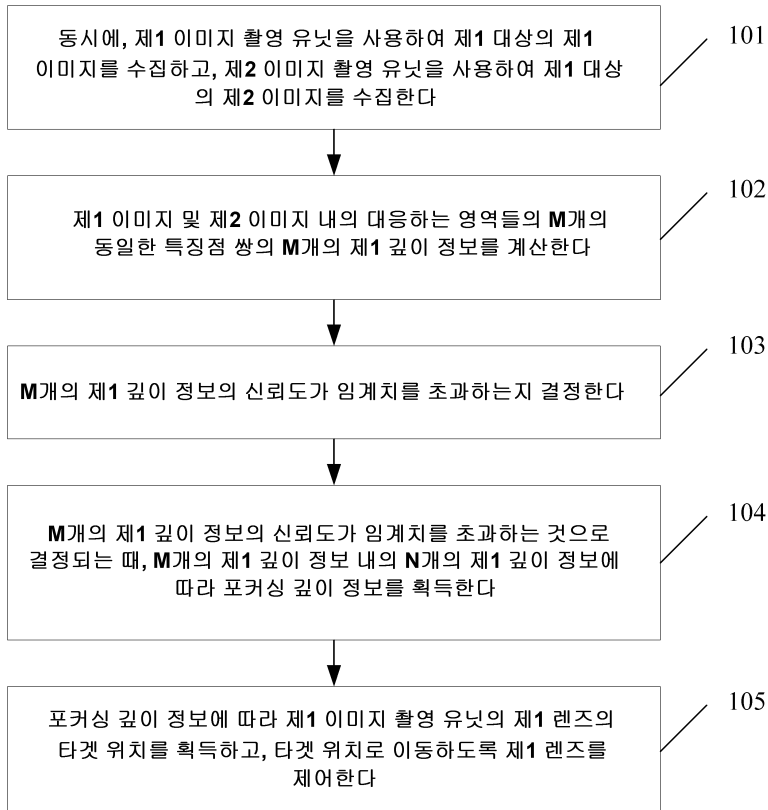 동시에, 제1 이미지 촬영 유닛을 사용하여 제1 대상의 제1
이미지를 수집하고, 제2 이미지 촬영 유닛을 사용하여 제1 대상
의 제2 이미지를 수집한다
101
제1 이미지 및 제2 이미지 내의 대응하는 영역들의 M개의
동일한 특징점 쌍의 M개의 제1 깊이 정보를 계산한다
102
M개의 제1 깊이 정보의 신뢰도가 임계치를 초과하는지 결정한다
103
M개의 제1 깊이 정보의 신뢰도가 임계치를 초과하는 것으로
결정되는 때, M개의 제1 깊이 정보 내의 N개의 제1 깊이 정보에
따라 포커싱 깊이 정보를 획득한다
104
포커싱 깊이 정보에 따라 제1 이미지 촬영 유닛의 제1 렌즈의
타겟 위치를 획득하고, 타겟 위치로 이동하도록 제1 렌즈를
제어한다
105